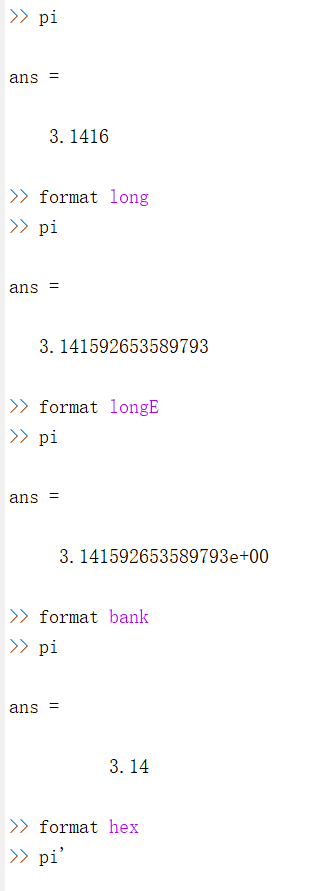 >> pi
ans =
3.1416
>> format long
>> pi
ans =
3.141592653589793
>> format longE
>> pi
ans =
3.141592653589793e+00
>> format bank
>> pi
ans =
3.14
>> format hex
>> pi'